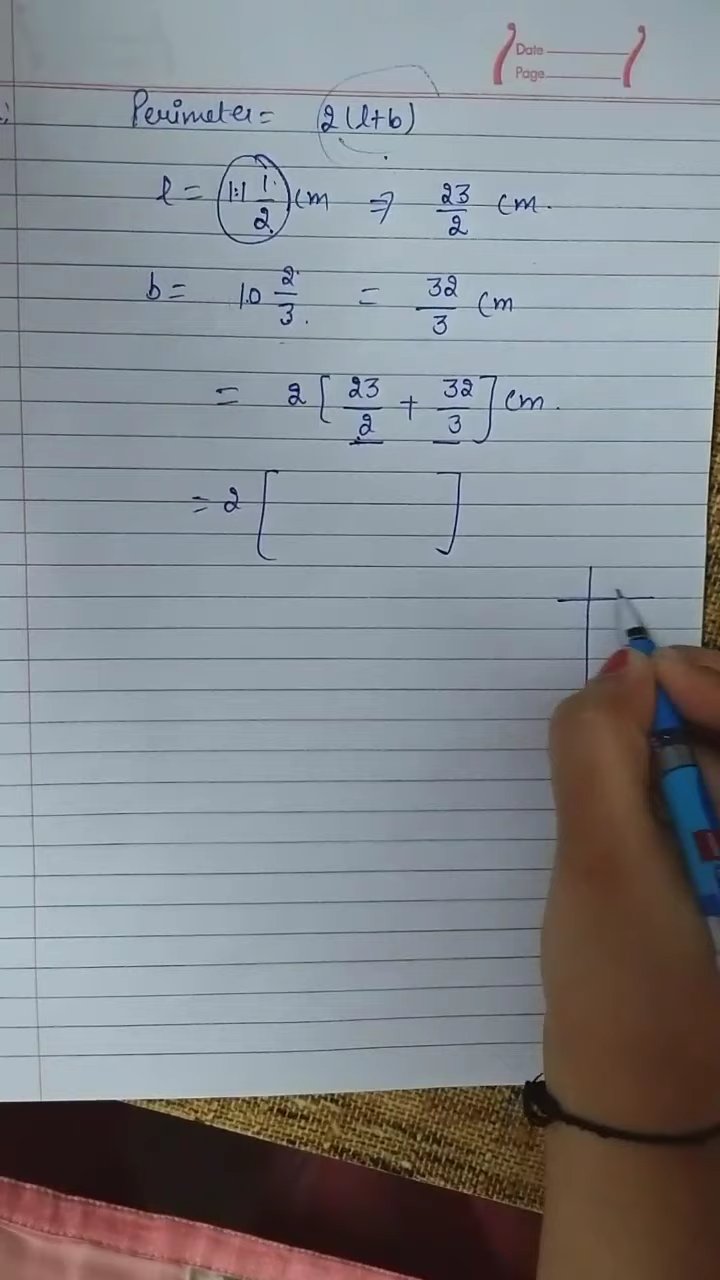 Date
Page
Perimeter = 2(l+b)
l = 11 1/2 cm ⇒ 23/2 cm.
b = 10 2/3. = 32/3 cm
= 2 [ 23/2 + 32/3 ] cm.
= 2 [ ]